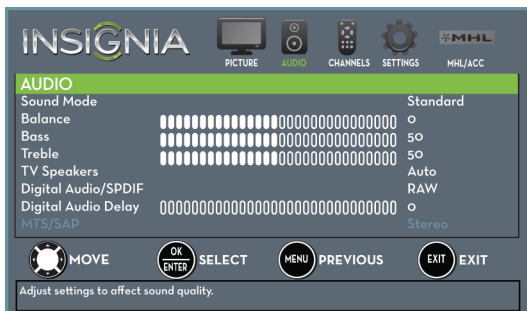 INSIGNIA
PICTURE AUDIO CHANNELS SETTINGS MHL MHL/ACC
AUDIO
Sound Mode Standard
Balance 0
Bass 50
Treble 50
TV Speakers Auto
Digital Audio/SPDIF RAW
Digital Audio Delay 0
MTS/SAP Stereo
MOVE OK ENTER SELECT MENU PREVIOUS EXIT EXIT
Adjust settings to affect sound quality.